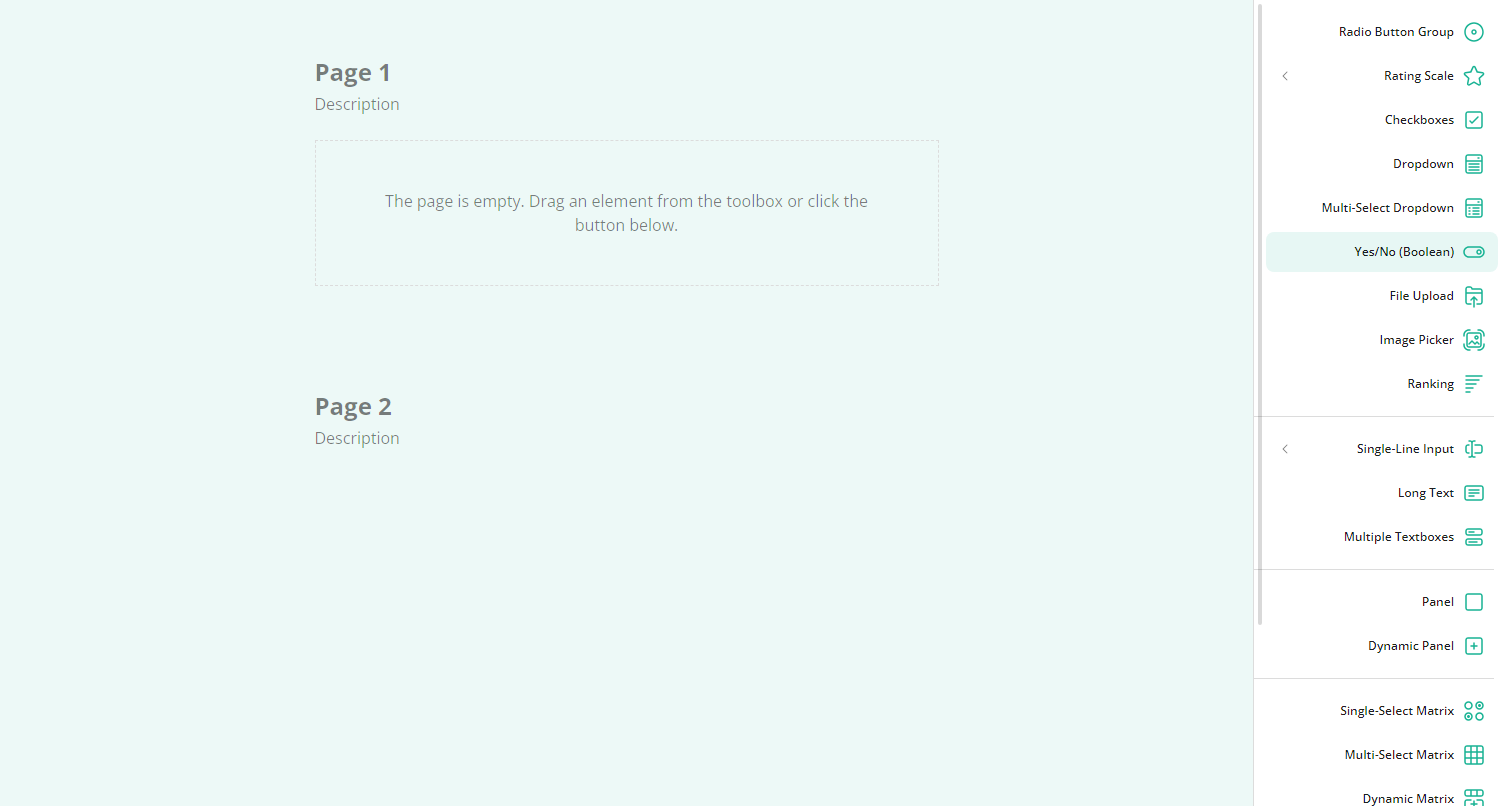 Page 1
Description
The page is empty. Drag an element from the toolbox or click the
button below.
Page 2
Description
Radio Button Group
Rating Scale
Checkboxes
Dropdown
Multi-Select Dropdown
Yes/No (Boolean)
File Upload
Image Picker
Ranking
Single-Line Input
Long Text
Multiple Textboxes
Panel
Dynamic Panel
Single-Select Matrix
Multi-Select Matrix
Dynamic Matrix